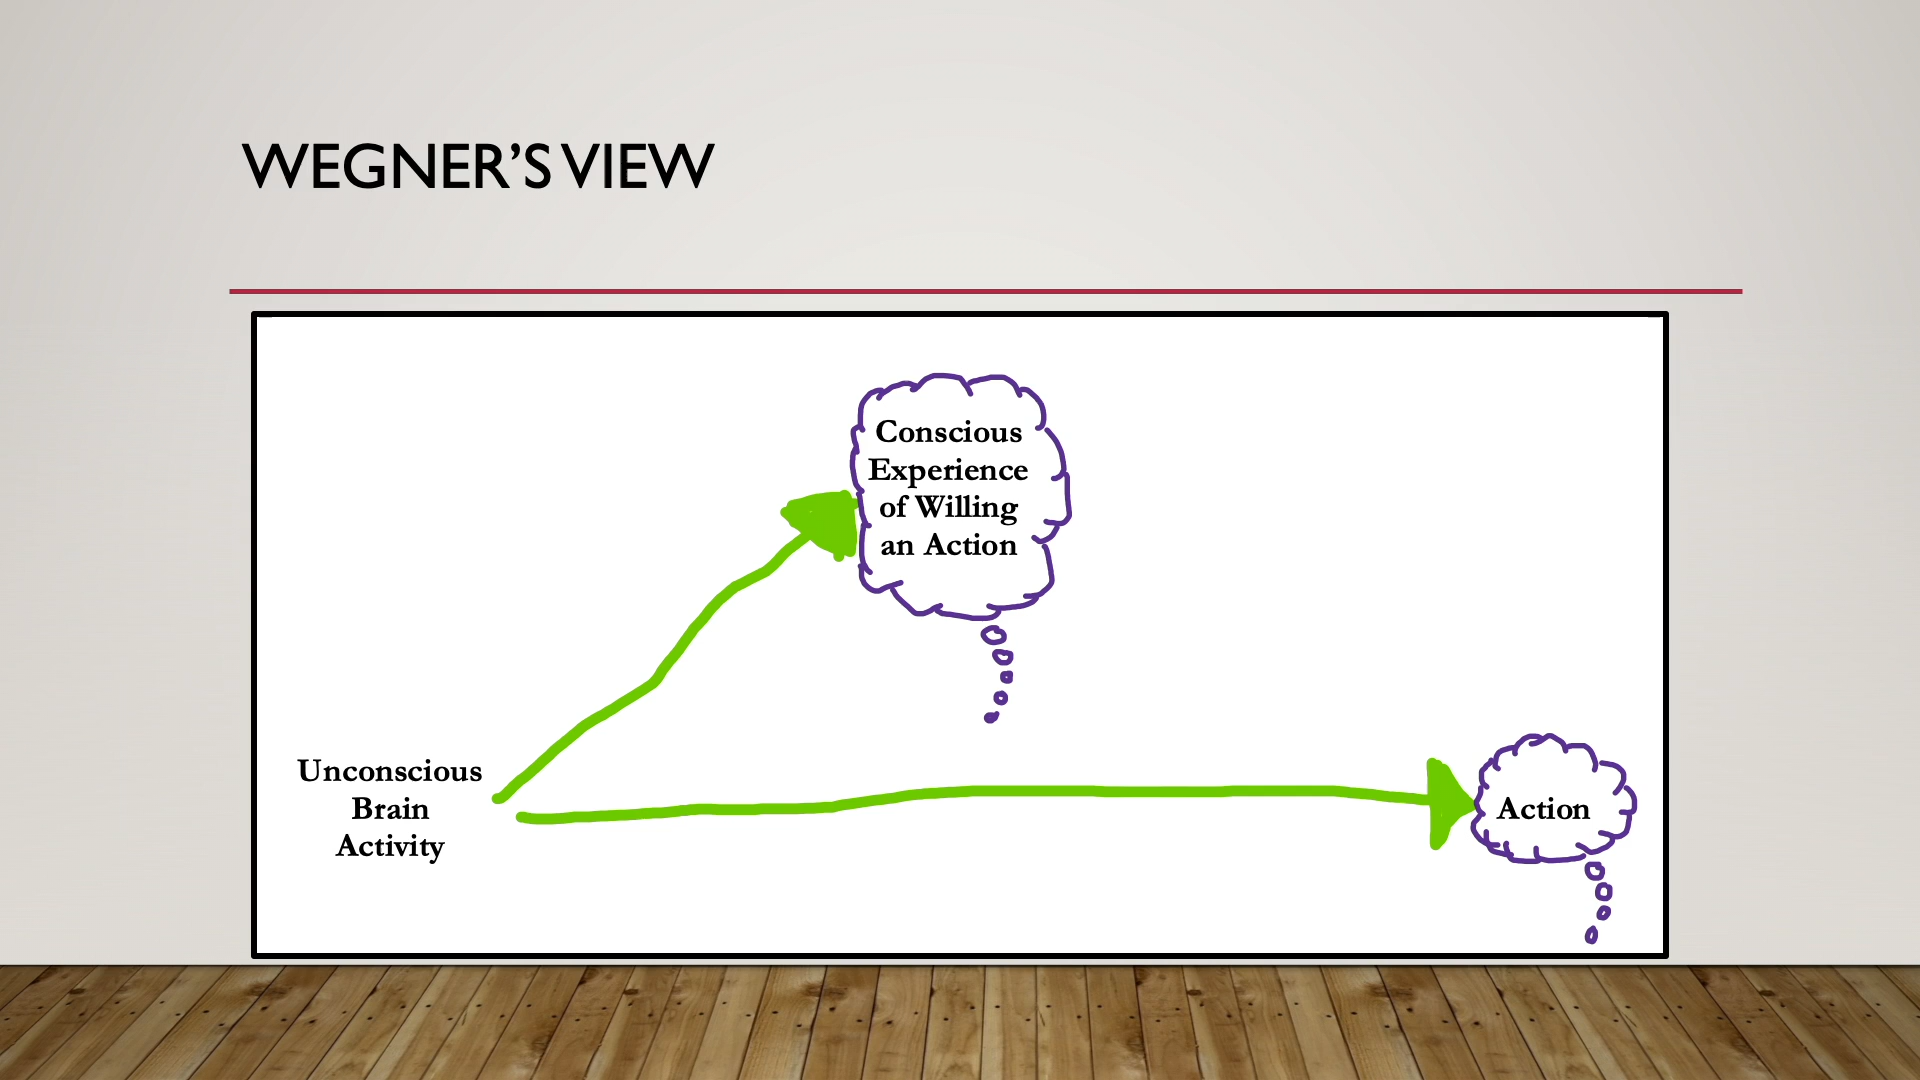 WEGNER’S VIEW
Conscious
Experience
of Willing
an Action
Unconscious
Brain
Activity
Action